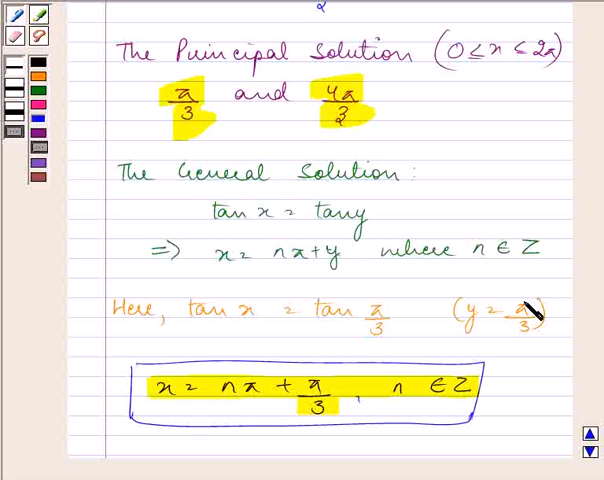 2
The Principal Solution (0 ≤ x ≤ 2π)
π/3 and 4π/3
The General Solution :
tan x = tan y
⇒ x = nπ + y where n ∈ Z
Here, tan x = tan π/3 (y = π/3)
x = nπ + π/3, n ∈ Z